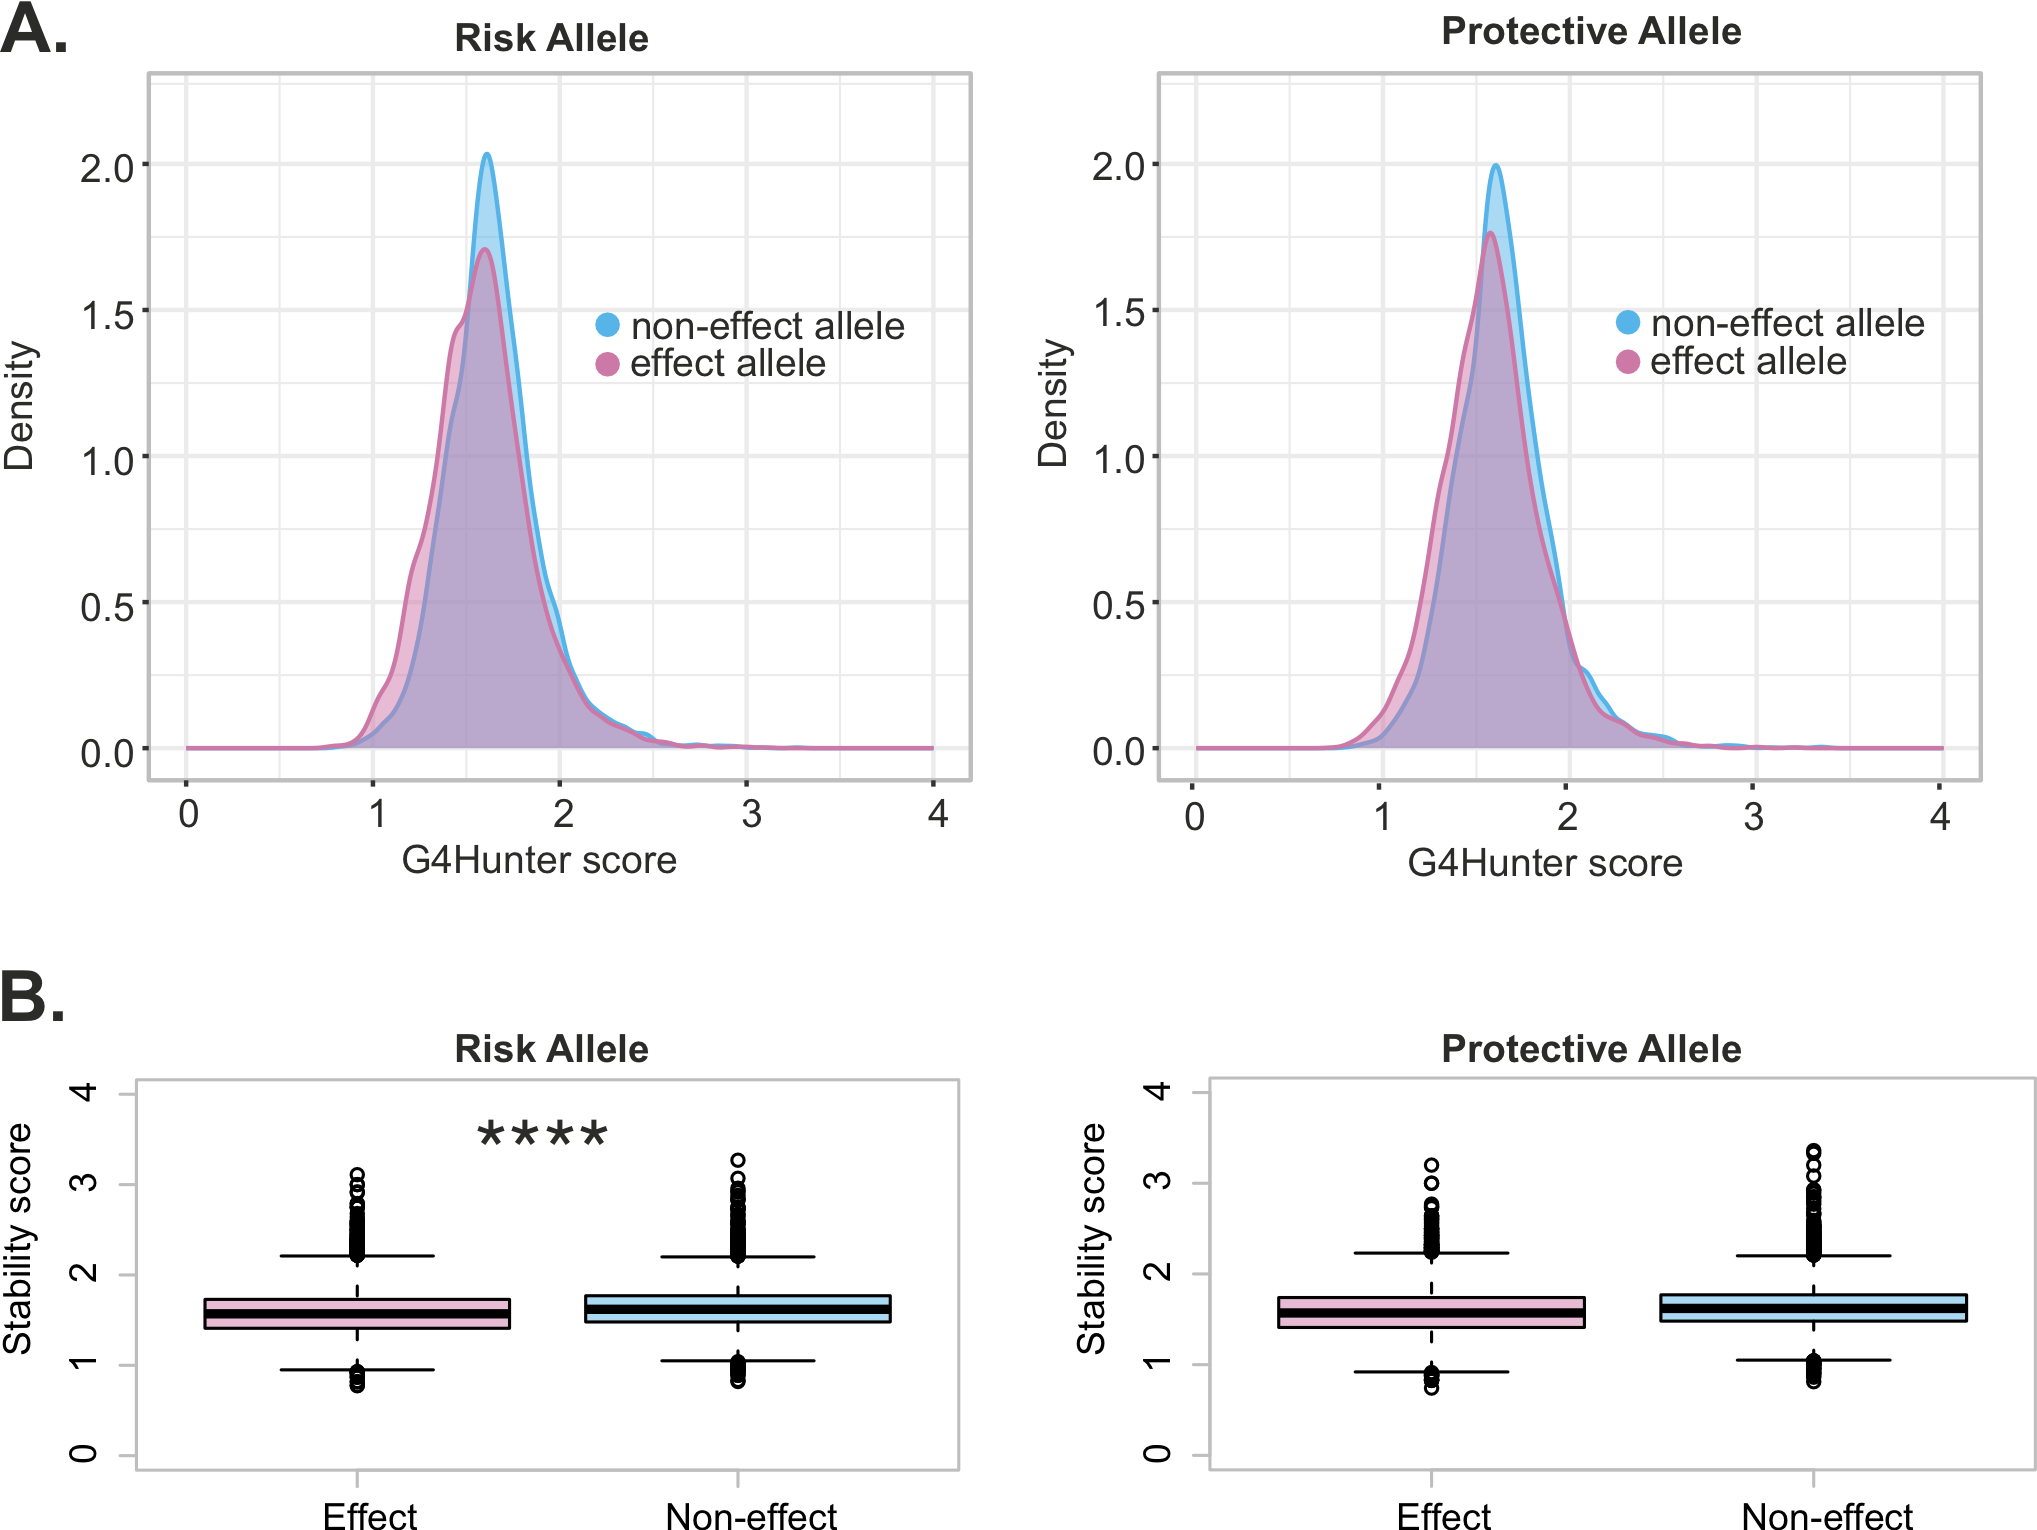 A.
Risk Allele
Protective Allele
2.0
1.5
1.0
0.5
0.0
Density
non-effect allele
effect allele
0 1 2 3 4
G4Hunter score
2.0
1.5
1.0
0.5
0.0
Density
non-effect allele
effect allele
0 1 2 3 4
G4Hunter score
B.
Risk Allele
Protective Allele
4
3
2
1
0
Stability score
****
Effect Non-effect
4
3
2
1
0
Stability score
Effect Non-effect